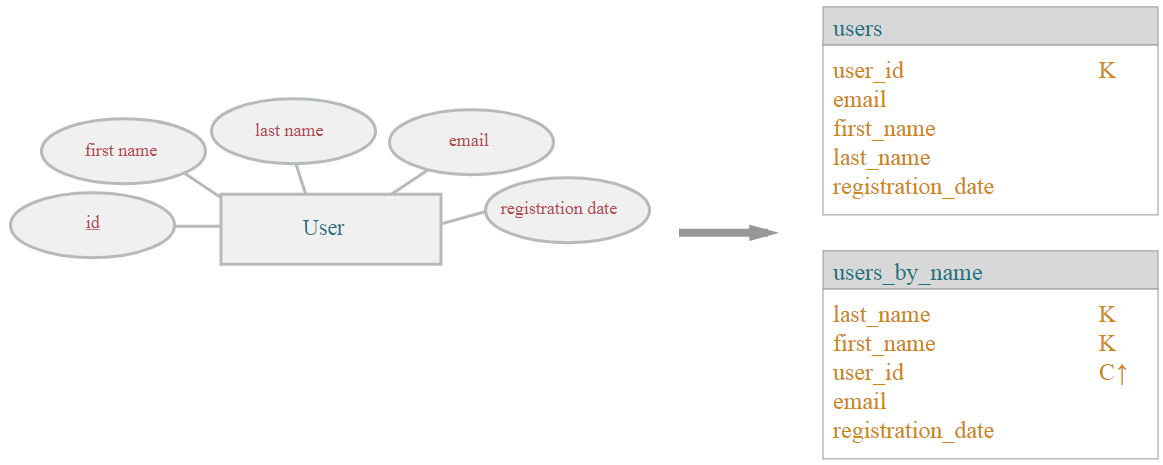 first name
last name
email
id
User
registration date
users
user_id K
email
first_name
last_name
registration_date
users_by_name
last_name K
first_name K
user_id C↑
email
registration_date